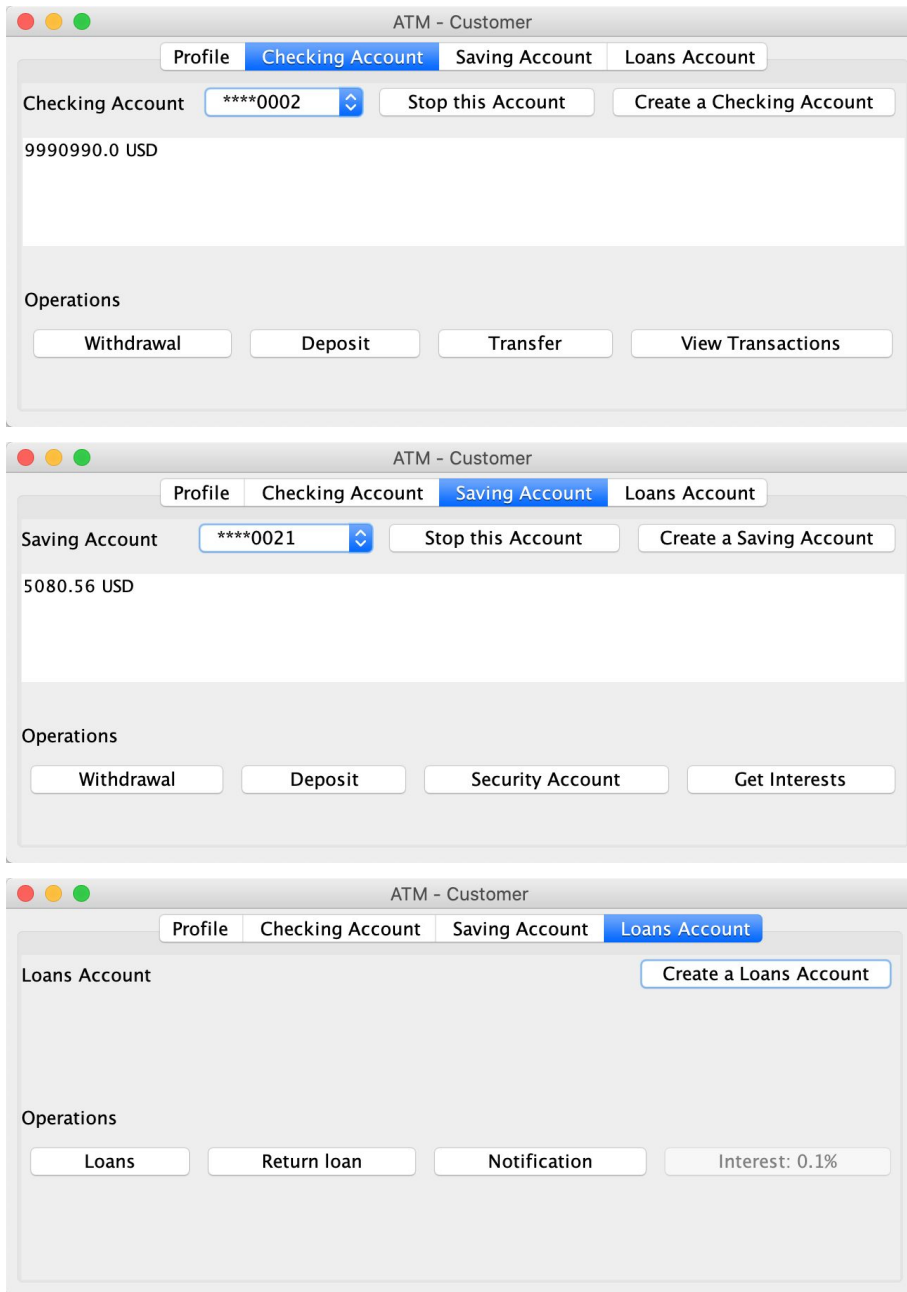 ATM - Customer
Profile Checking Account Saving Account Loans Account
Checking Account ****0002 Stop this Account Create a Checking Account
9990990.0 USD
Operations
Withdrawal Deposit Transfer View Transactions
ATM - Customer
Profile Checking Account Saving Account Loans Account
Saving Account ****0021 Stop this Account Create a Saving Account
5080.56 USD
Operations
Withdrawal Deposit Security Account Get Interests
ATM - Customer
Profile Checking Account Saving Account Loans Account
Loans Account Create a Loans Account
Operations
Loans Return loan Notification Interest: 0.1%